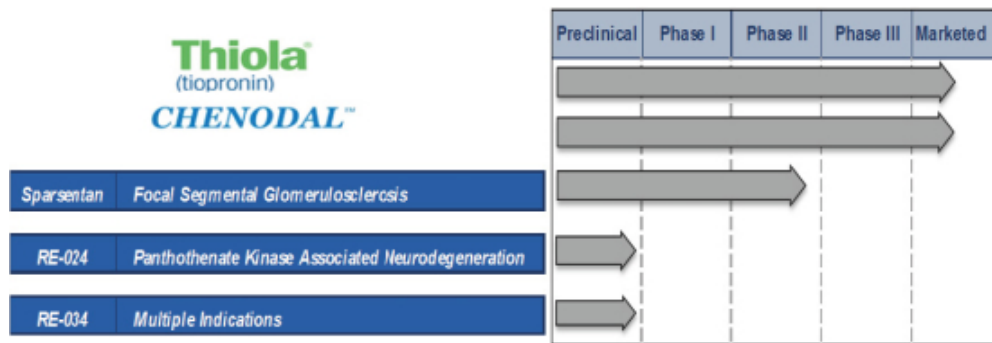 Preclinical Phase I Phase II Phase III Marketed
Thiola®
(tiopronin)
CHENODAL™
Sparsentan Focal Segmental Glomerulosclerosis
RE-024 Panthothenate Kinase Associated Neurodegeneration
RE-034 Multiple Indications